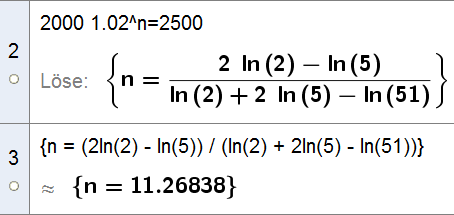 2
2000 1.02^n=2500
Löse: {n = (2 ln(2) − ln(5)) / (ln(2) + 2 ln(5) − ln(51))}
3
{n = (2ln(2) - ln(5)) / (ln(2) + 2ln(5) - ln(51))}
≈ {n = 11.26838}